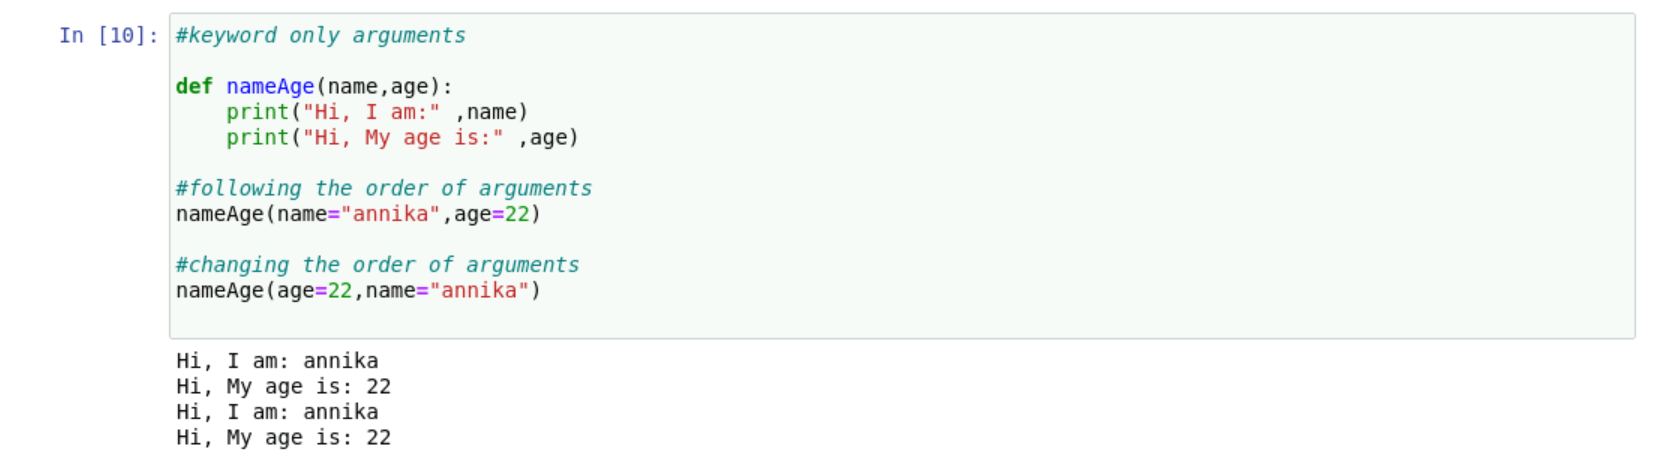 In [10]: #keyword only arguments
def nameAge(name,age):
    print("Hi, I am:" ,name)
    print("Hi, My age is:" ,age)
#following the order of arguments
nameAge(name="annika",age=22)
#changing the order of arguments
nameAge(age=22,name="annika")
Hi, I am: annika
Hi, My age is: 22
Hi, I am: annika
Hi, My age is: 22